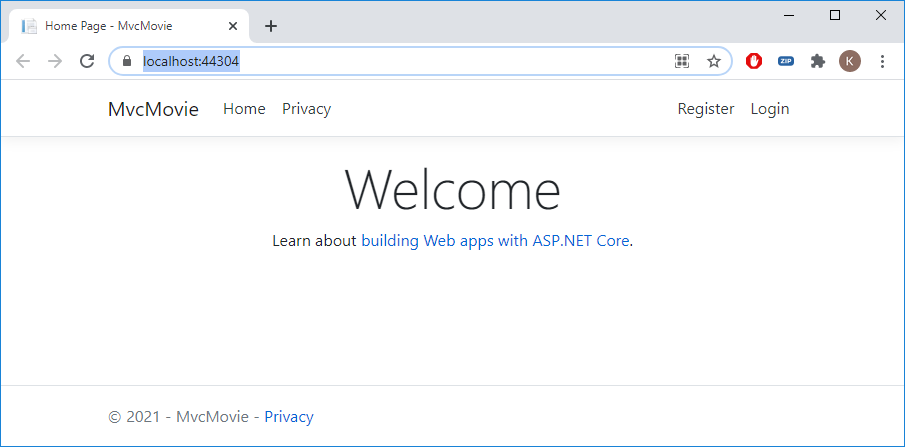 Home Page - MvcMovie
localhost:44304
ZIP
K
MvcMovie Home Privacy Register Login
Welcome
Learn about building Web apps with ASP.NET Core.
© 2021 - MvcMovie - Privacy